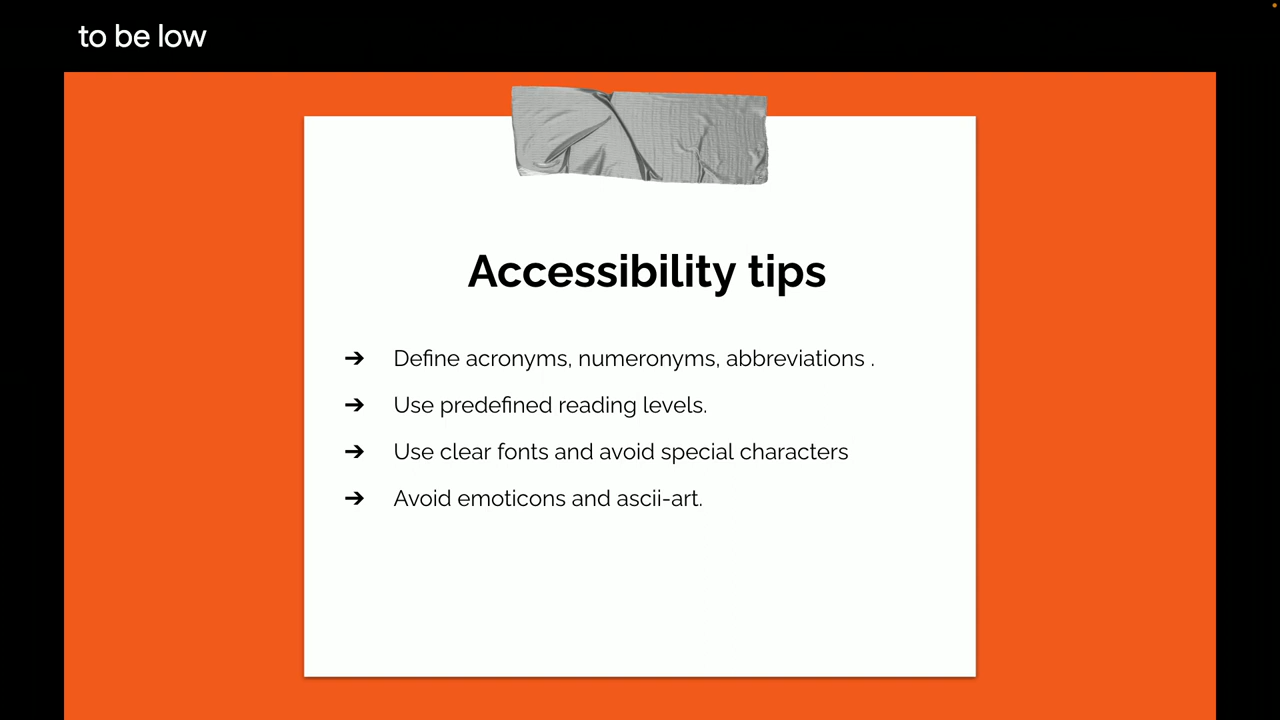 to be low
Accessibility tips
➔ Define acronyms, numeronyms, abbreviations .
➔ Use predefined reading levels.
➔ Use clear fonts and avoid special characters
➔ Avoid emoticons and ascii-art.